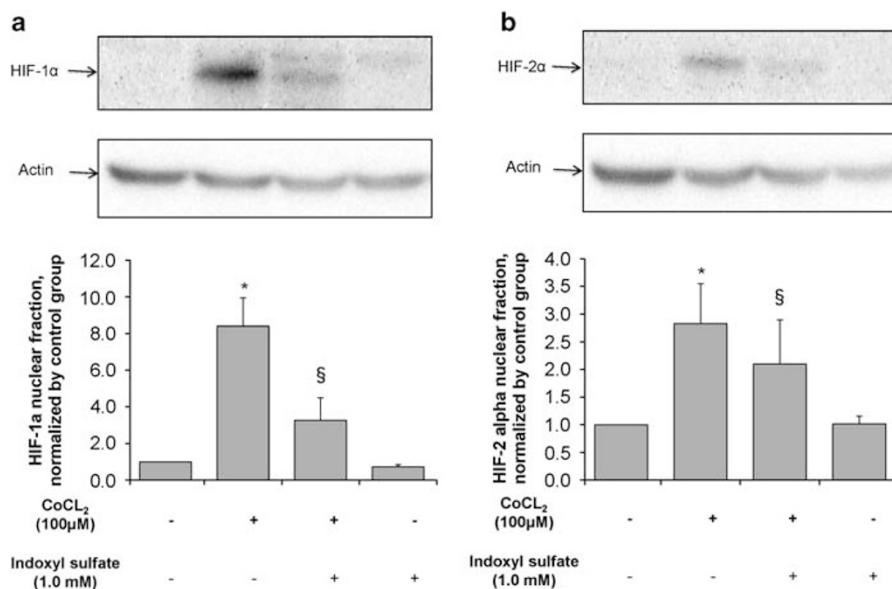 a
HIF-1α
Actin
HIF-1a nuclear fraction,
normalized by control group
12.0
10.0
8.0
6.0
4.0
2.0
0.0
*
§
CoCL2
(100µM)
- + + -
Indoxyl sulfate
(1.0 mM)
- - + +
b
HIF-2α
Actin
HIF-2 alpha nuclear fraction,
normalized by control group
4.0
3.5
3.0
2.5
2.0
1.5
1.0
0.5
0.0
*
§
CoCL2
(100µM)
- + + -
Indoxyl sulfate
(1.0 mM)
- - + +